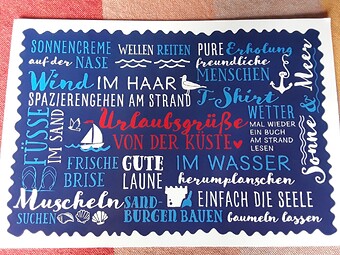 SONNENCREME
auf der NASE
WELLEN REITEN
PURE Erholung
freundliche
MENSCHEN
Wind IM HAAR
SPAZIERENGEHEN AM STRAND
T-Shirt
WETTER
Sonne & Meer
FÜSSE
IM SAND
Urlaubsgrüße
VON DER KÜSTE
MAL WIEDER
EIN BUCH
AM STRAND
LESEN
FRISCHE
BRISE
GUTE
LAUNE
IM WASSER
herumplanschen
Muscheln
SUCHEN
SAND-
BURGEN BAUEN
EINFACH DIE SEELE
baumeln lassen